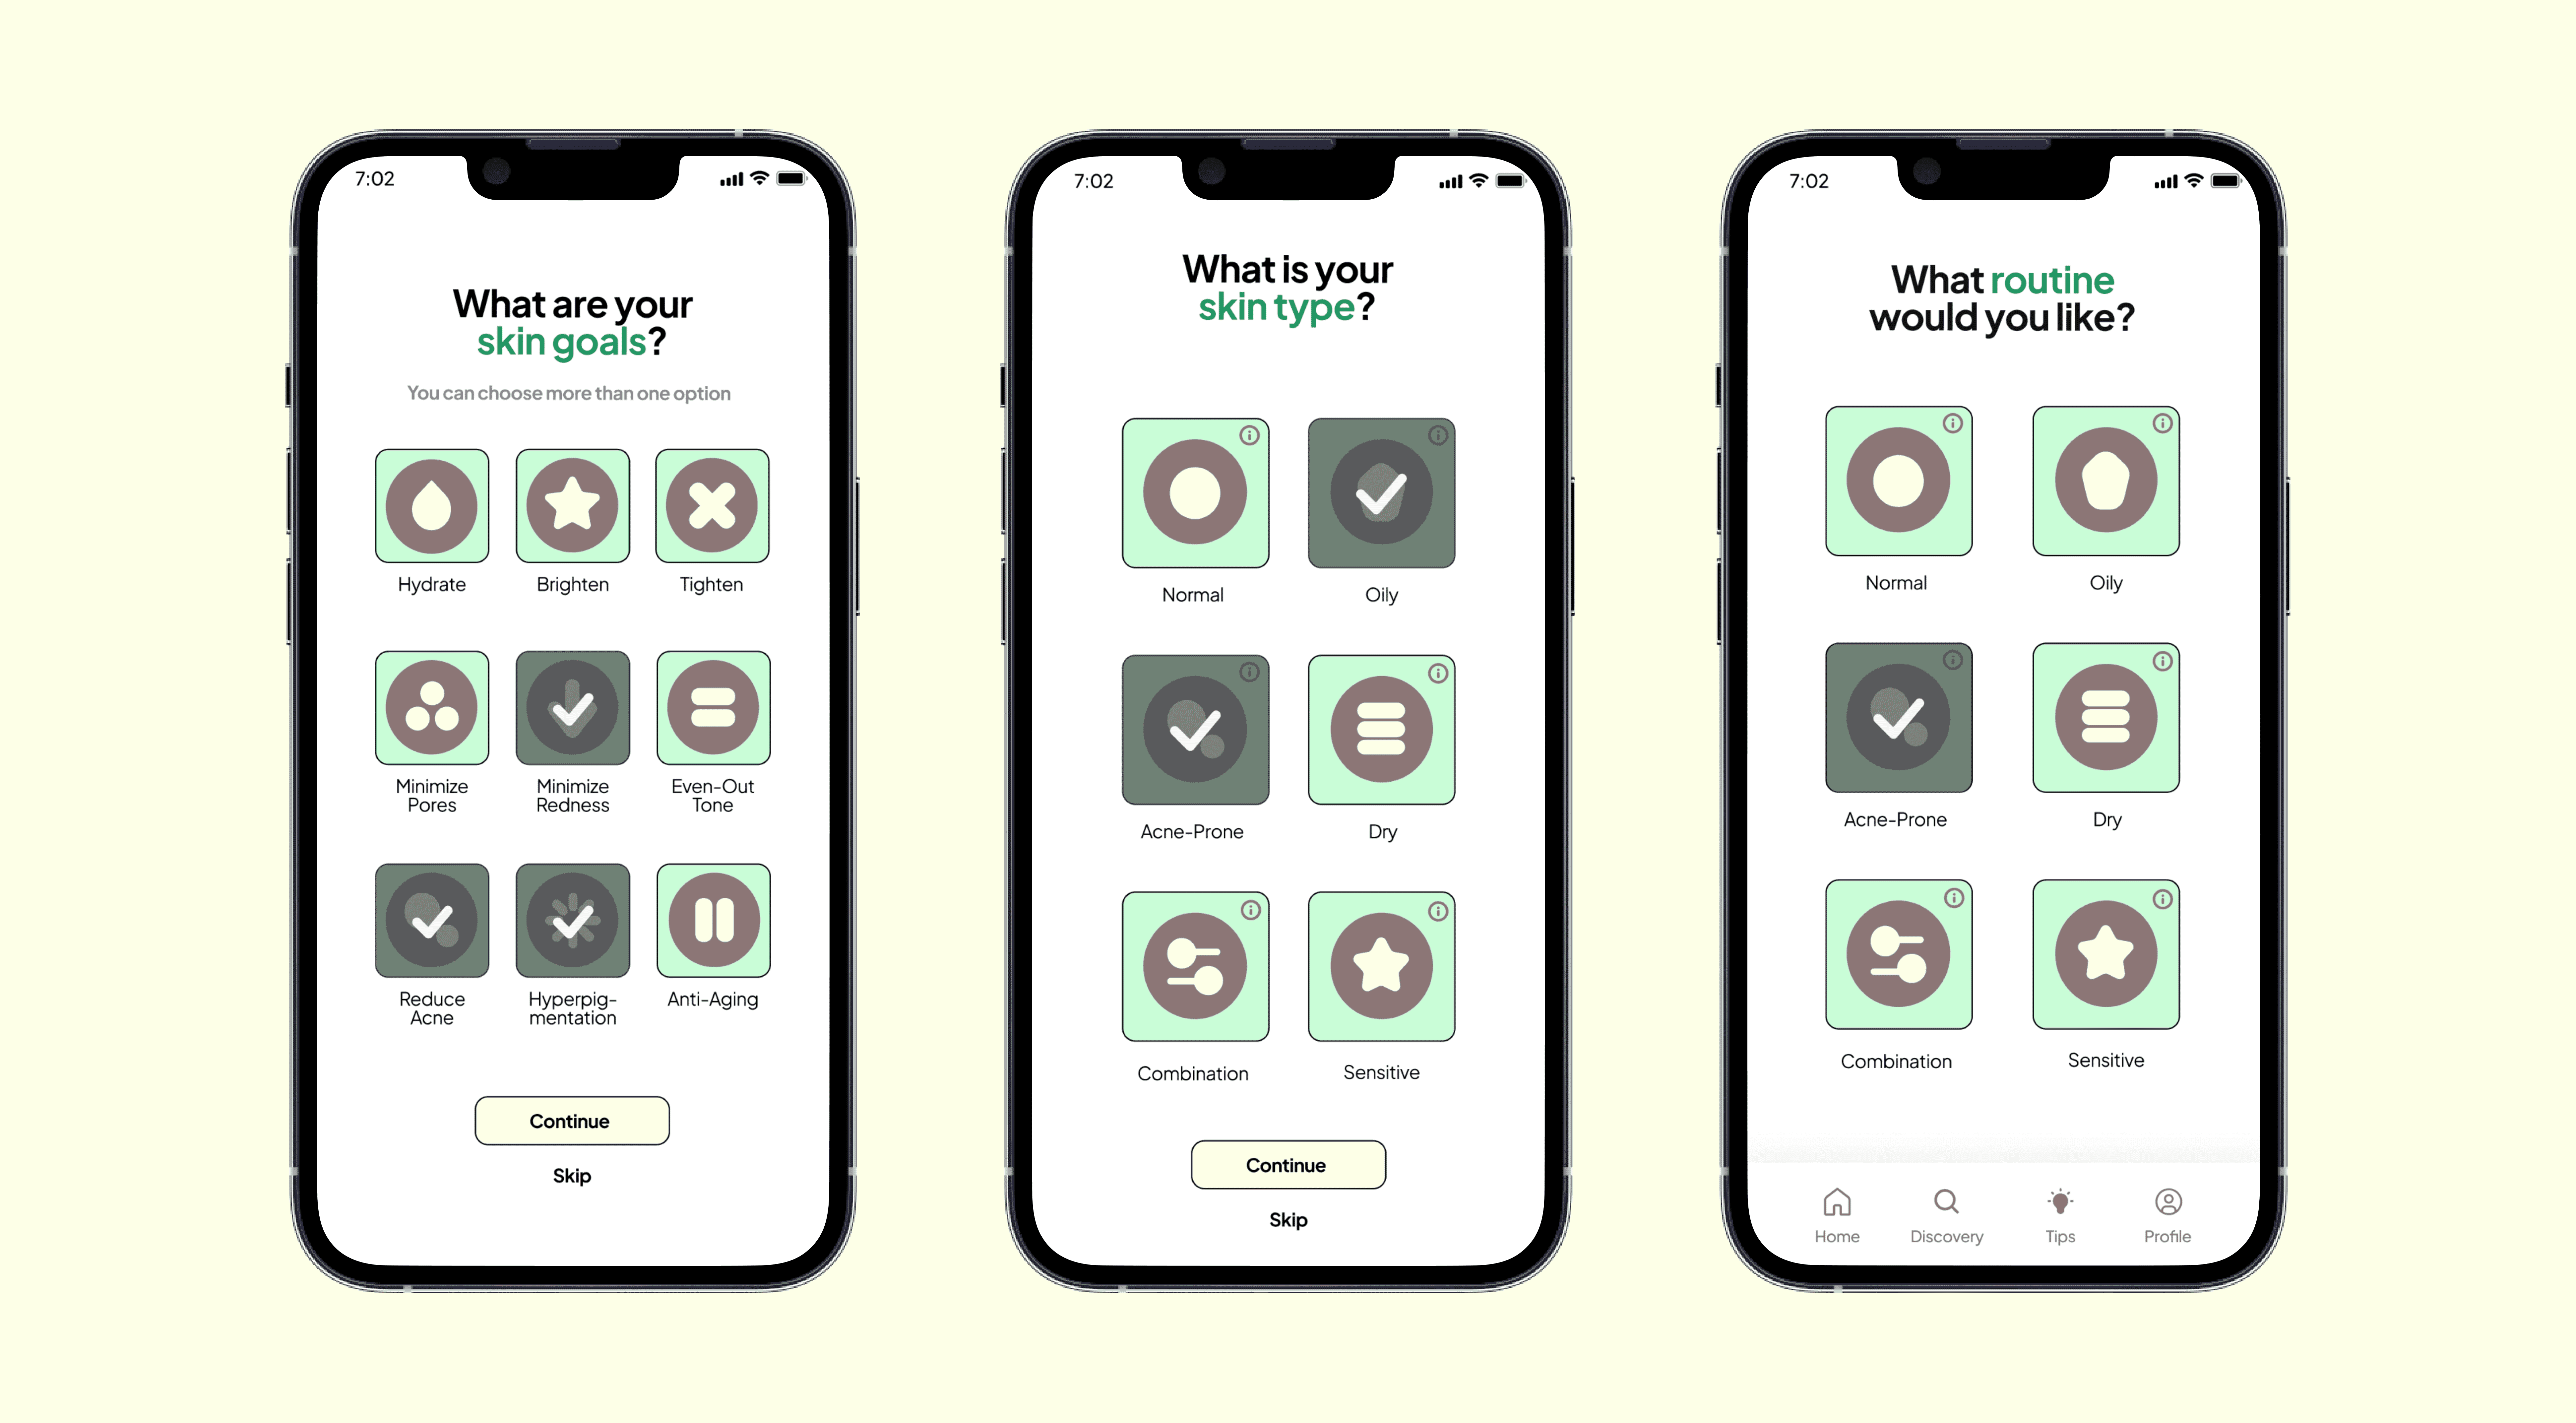 7:02
What are your
skin goals?
You can choose more than one option
Hydrate
Brighten
Tighten
Minimize
Pores
Minimize
Redness
Even-Out
Tone
Reduce
Acne
Hyperpig-
mentation
Anti-Aging
Continue
Skip
7:02
What is your
skin type?
Normal
Oily
Acne-Prone
Dry
Combination
Sensitive
Continue
Skip
7:02
What routine
would you like?
Normal
Oily
Acne-Prone
Dry
Combination
Sensitive
Home
Discovery
Tips
Profile